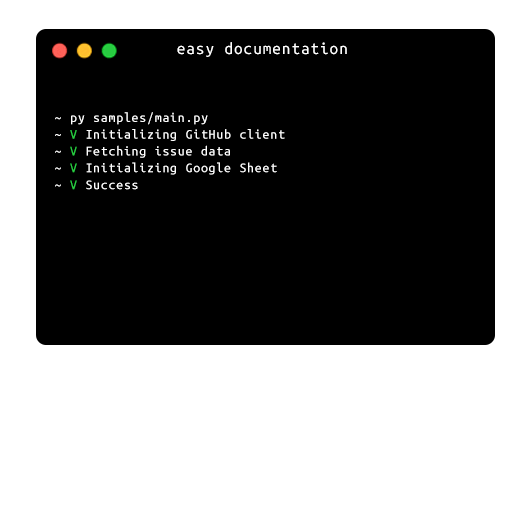 easy documentation
~ py samples/main.py
~ V Initializing GitHub client
~ V Fetching issue data
~ V Initializing Google Sheet
~ V Success